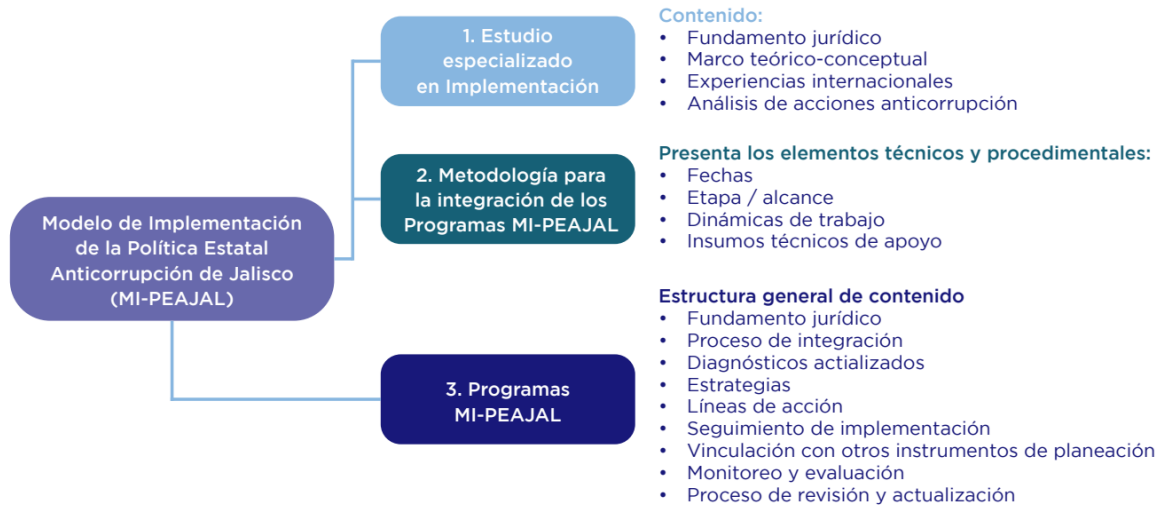 Modelo de Implementación
de la Política Estatal
Anticorrupción de Jalisco
(MI-PEAJAL)
1. Estudio
especializado
en Implementación
Contenido:
• Fundamento jurídico
• Marco teórico-conceptual
• Experiencias internacionales
• Análisis de acciones anticorrupción
2. Metodología para
la integración de los
Programas MI-PEAJAL
Presenta los elementos técnicos y procedimentales:
• Fechas
• Etapa / alcance
• Dinámicas de trabajo
• Insumos técnicos de apoyo
3. Programas
MI-PEAJAL
Estructura general de contenido
• Fundamento jurídico
• Proceso de integración
• Diagnósticos actializados
• Estrategias
• Líneas de acción
• Seguimiento de implementación
• Vinculación con otros instrumentos de planeación
• Monitoreo y evaluación
• Proceso de revisión y actualización